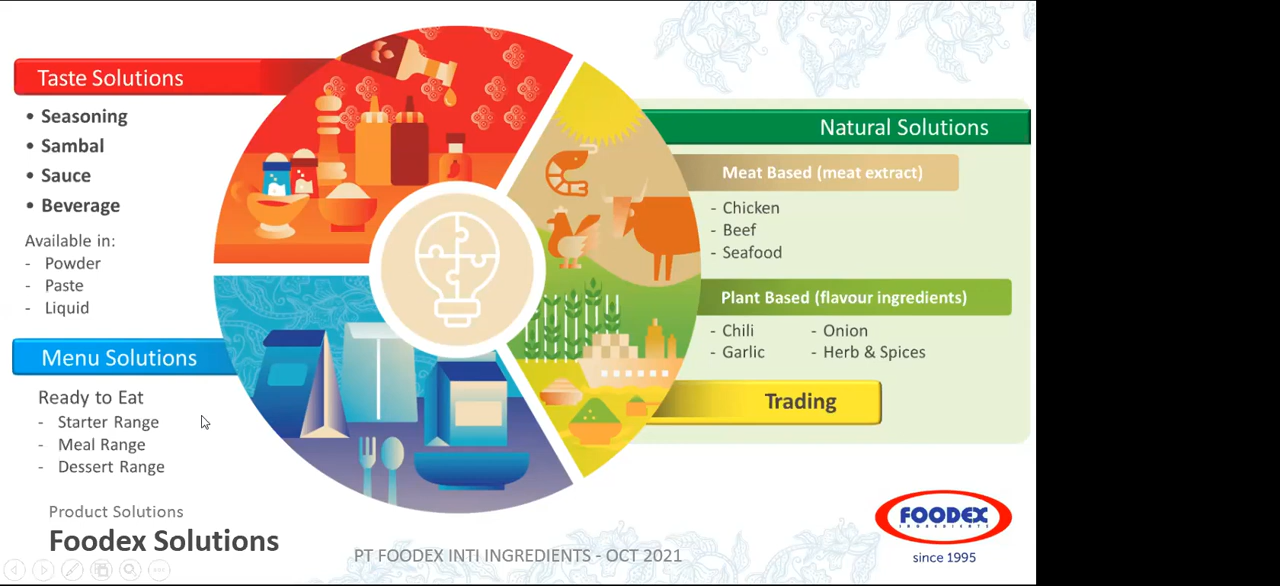 Taste Solutions
• Seasoning
• Sambal
• Sauce
• Beverage
Available in:
- Powder
- Paste
- Liquid
Menu Solutions
Ready to Eat
- Starter Range
- Meal Range
- Dessert Range
Natural Solutions
Meat Based (meat extract)
- Chicken
- Beef
- Seafood
Plant Based (flavour ingredients)
- Chili
- Garlic
- Onion
- Herb & Spices
Trading
Product Solutions
Foodex Solutions
PT FOODEX INTI INGREDIENTS - OCT 2021
FOODEX
INGREDIENTS
since 1995